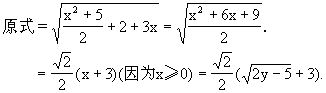 原式 = √((x² + 5)/2 + 2 + 3x) = √((x² + 6x + 9)/2).
= (√2/2)(x + 3)(因为x≥0) = (√2/2)(√(2y − 5) + 3).